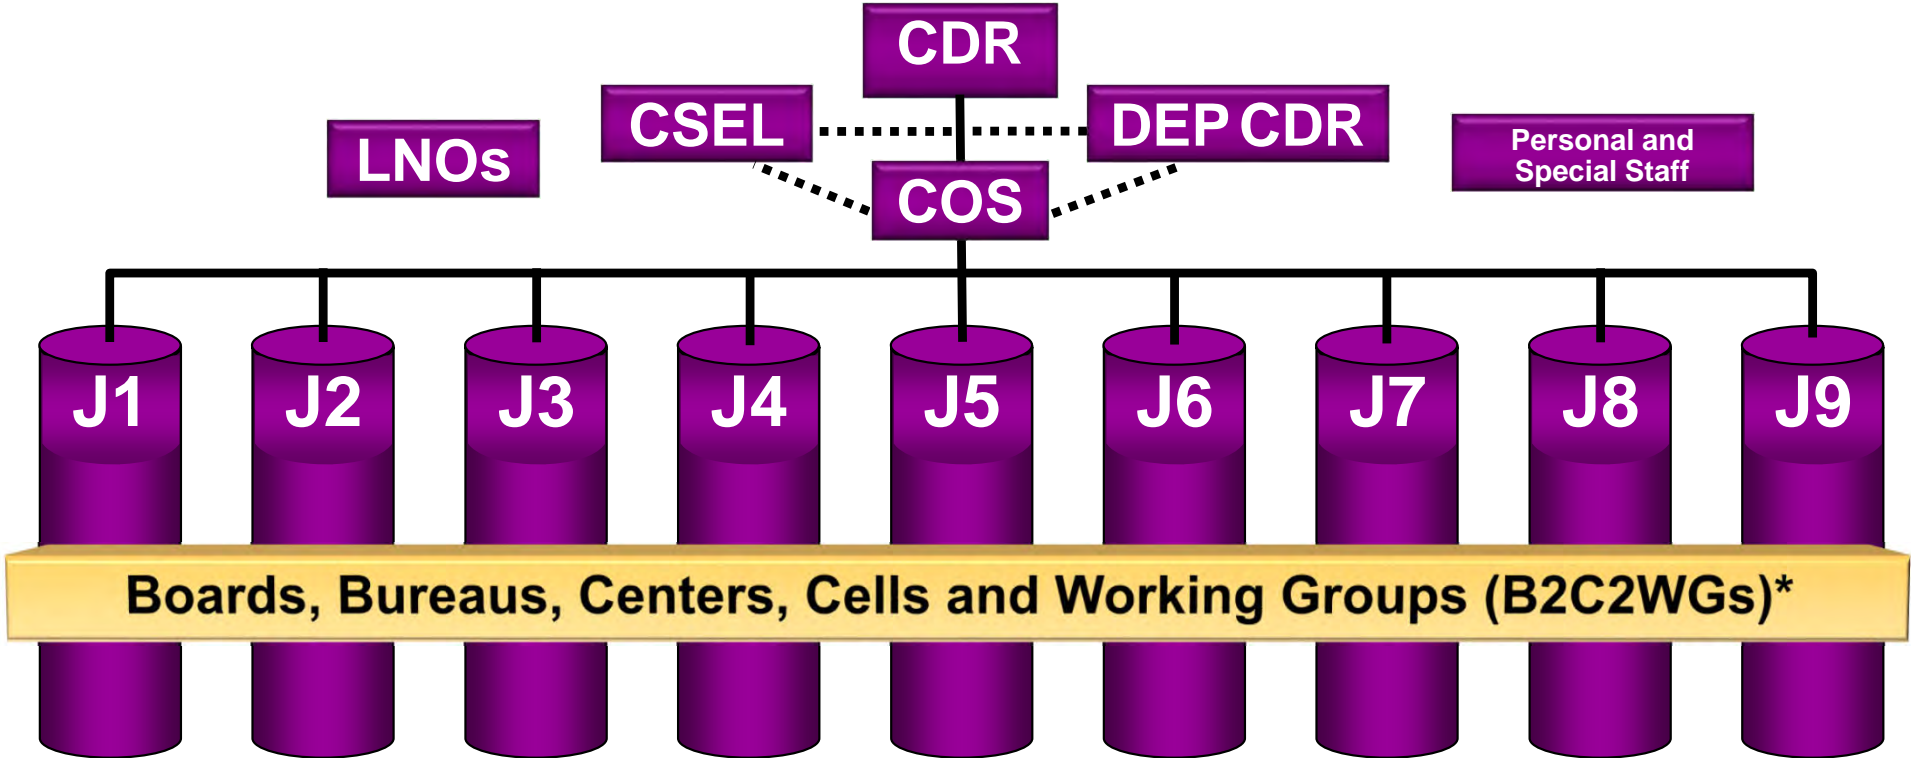 CDR
CSEL
DEP CDR
LNOs
Personal and
Special Staff
COS
J1
J2
J3
J4
J5
J6
J7
J8
J9
Boards, Bureaus, Centers, Cells and Working Groups (B2C2WGs)*